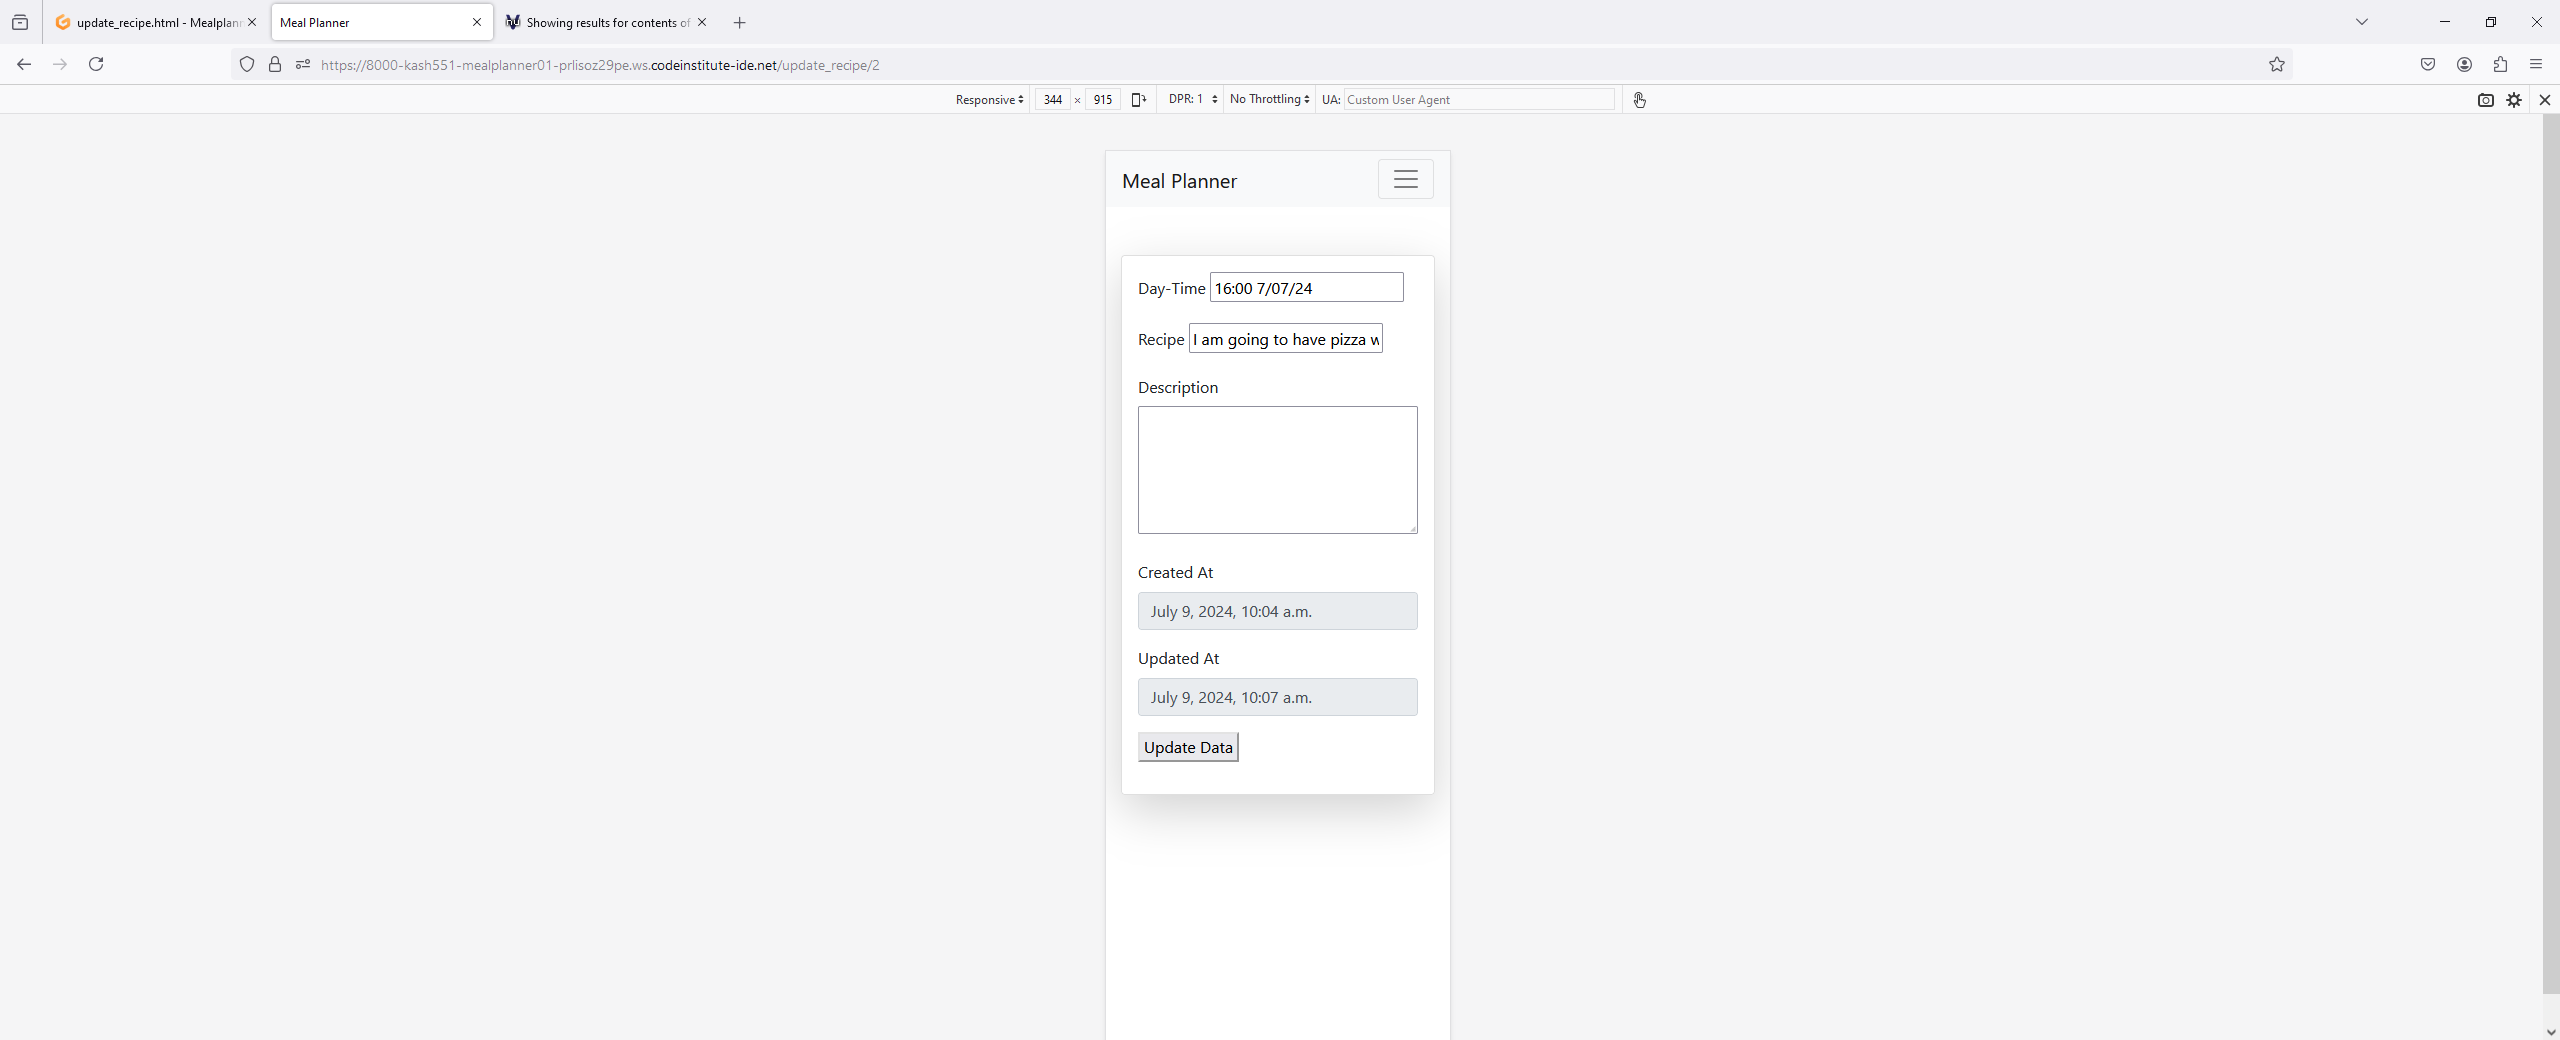 update_recipe.html - Mealplann
Meal Planner
Showing results for contents of
https://8000-kash551-mealplanner01-prlisoz29pe.ws.codeinstitute-ide.net/update_recipe/2
Responsive 344 × 915 DPR: 1 No Throttling UA: Custom User Agent
Meal Planner
Day-Time 16:00 7/07/24
Recipe I am going to have pizza w
Description
Created At
July 9, 2024, 10:04 a.m.
Updated At
July 9, 2024, 10:07 a.m.
Update Data